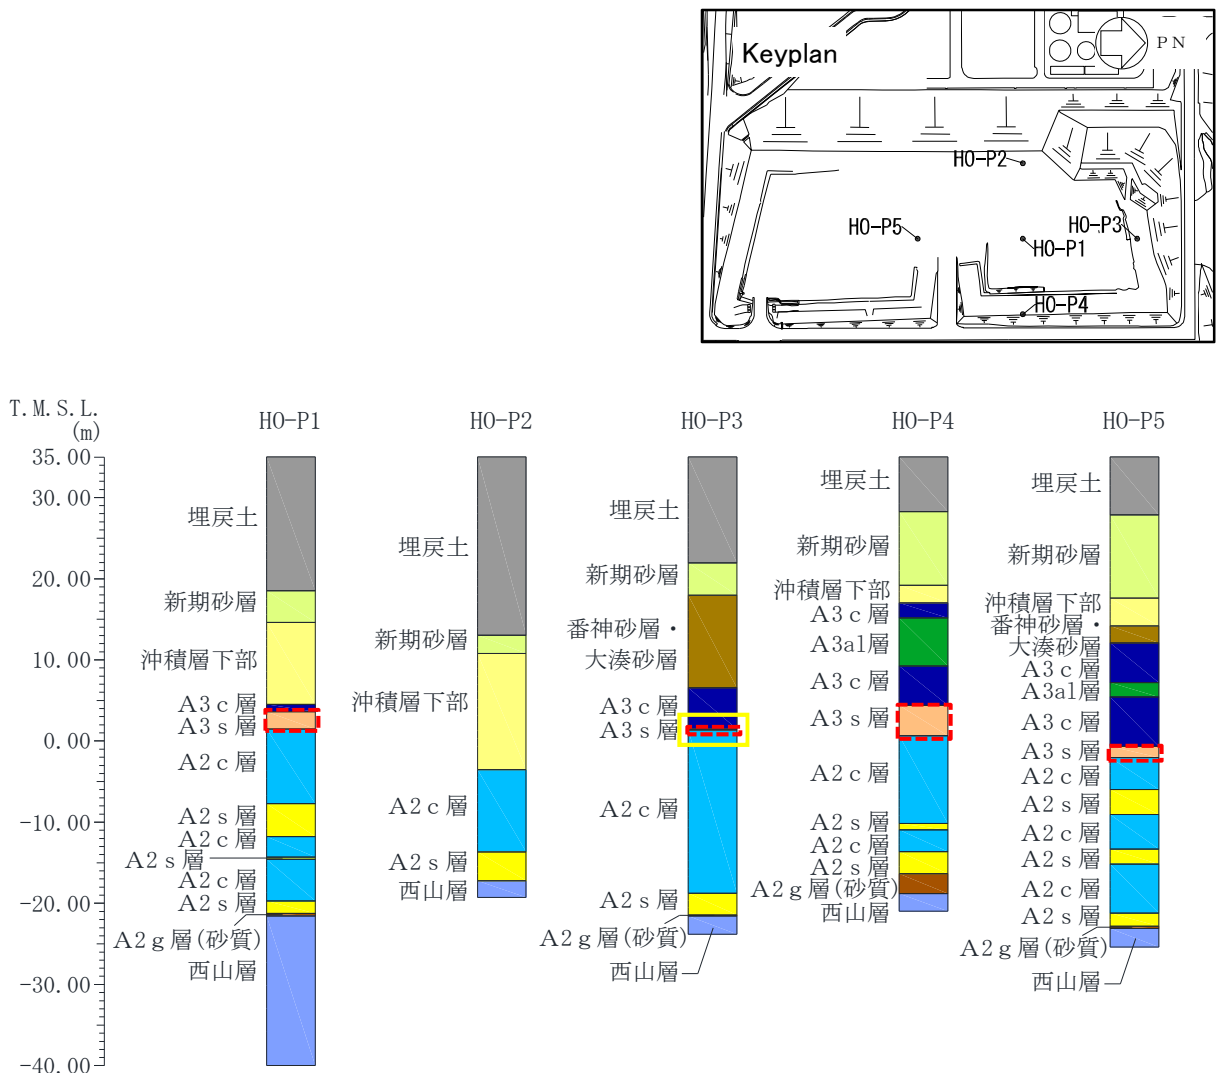 Keyplan
PN
HO-P2
HO-P5
HO-P3
HO-P1
HO-P4
T.M.S.L.
(m)
35.00
30.00
20.00
10.00
0.00
-10.00
-20.00
-30.00
-40.00
HO-P1
埋戻土
新期砂層
沖積層下部
A3c層
A3s層
A2c層
A2s層
A2c層
A2s層
A2c層
A2s層
A2g層(砂質)
西山層
HO-P2
埋戻土
新期砂層
沖積層下部
A2c層
A2s層
西山層
HO-P3
埋戻土
新期砂層
番神砂層・
大湊砂層
A3c層
A3s層
A2c層
A2s層
A2g層(砂質)
西山層
HO-P4
埋戻土
新期砂層
沖積層下部
A3c層
A3al層
A3c層
A3s層
A2c層
A2s層
A2c層
A2s層
A2g層(砂質)
西山層
HO-P5
埋戻土
新期砂層
沖積層下部
番神砂層・
大湊砂層
A3c層
A3al層
A3c層
A3s層
A2c層
A2s層
A2c層
A2s層
A2c層
A2s層
A2g層(砂質)
西山層